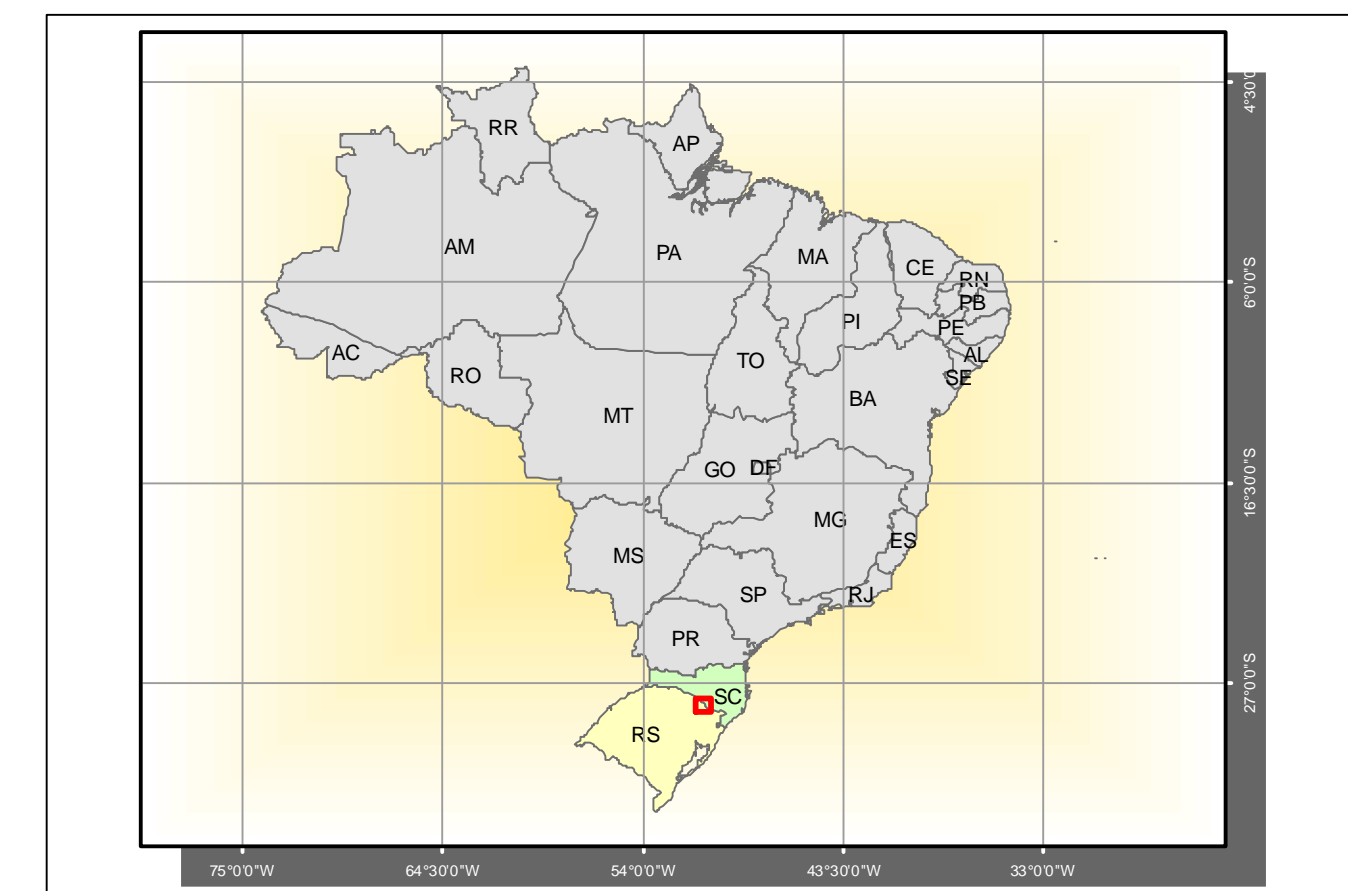 4°30'0
RR
AP
AM
PA
MA
CE
RN
6°0'0"S
PB
PI
PE
AC
TO
AL
RO
SE
BA
MT
GO
DF
16°30'0"S
MG
ES
MS
SP
RJ
PR
27°0'0"S
SC
RS
75°0'0"W 64°30'0"W 54°0'0"W 43°30'0"W 33°0'0"W